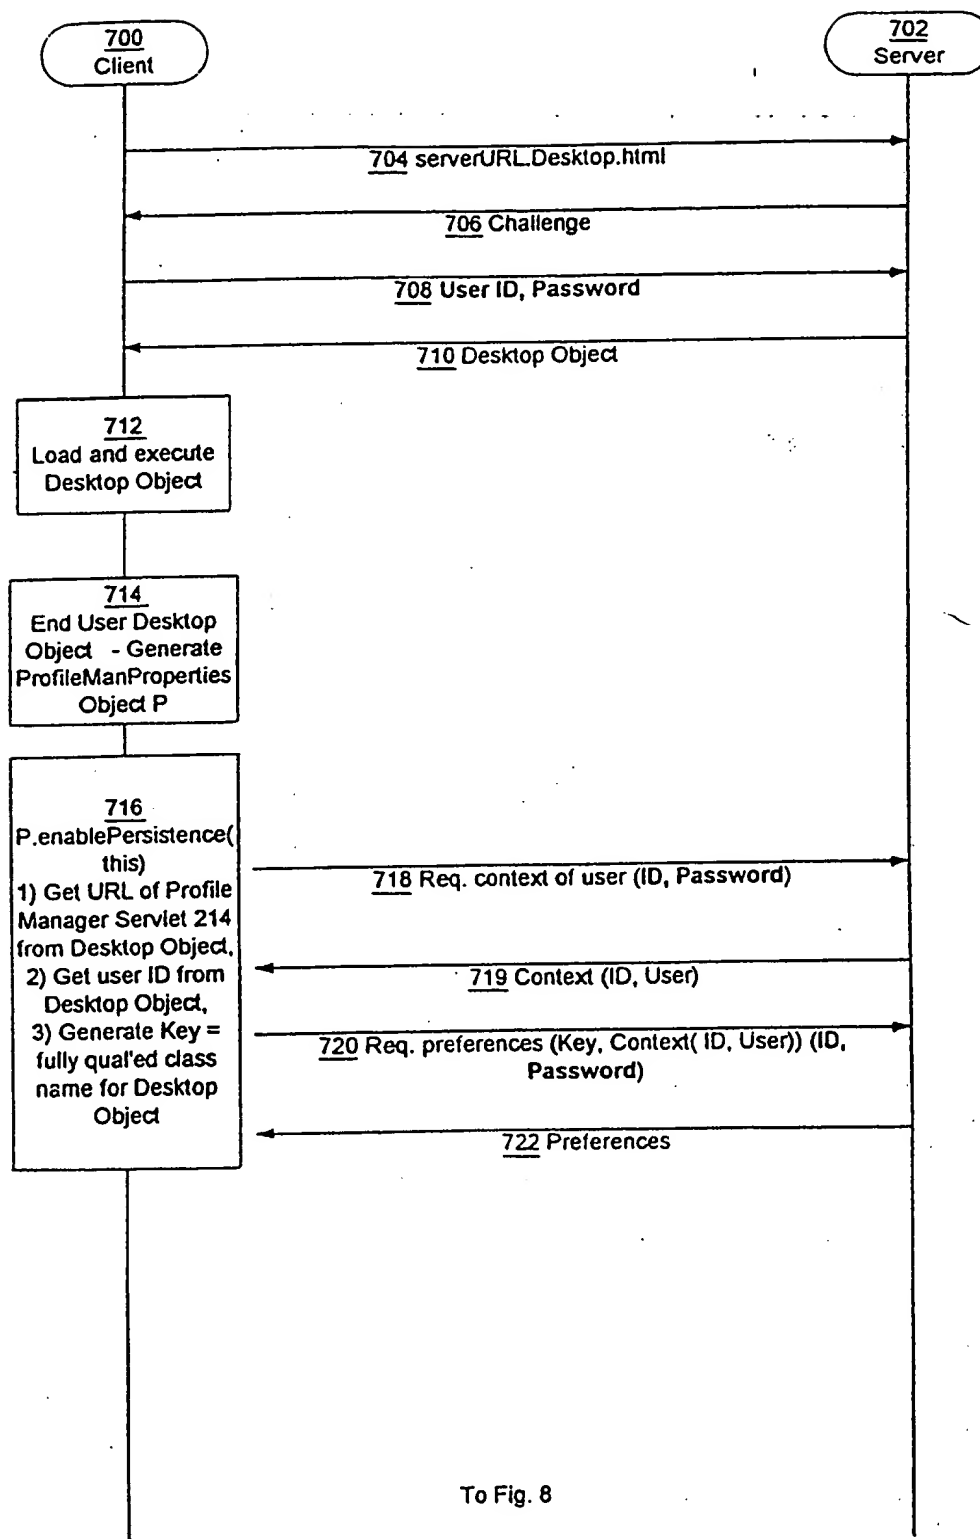 700
Client
702
Server
704 serverURL.Desktop.html
706 Challenge
708 User ID, Password
710 Desktop Object
712
Load and execute
Desktop Object
714
End User Desktop
Object - Generate
ProfileManProperties
Object P
716
P.enablePersistence(
this)
1) Get URL of Profile
Manager Servlet 214
from Desktop Object,
2) Get user ID from
Desktop Object,
3) Generate Key =
fully qual'ed class
name for Desktop
Object
718 Req. context of user (ID, Password)
719 Context (ID, User)
720 Req. preferences (Key, Context( ID, User)) (ID,
Password)
722 Preferences
To Fig. 8